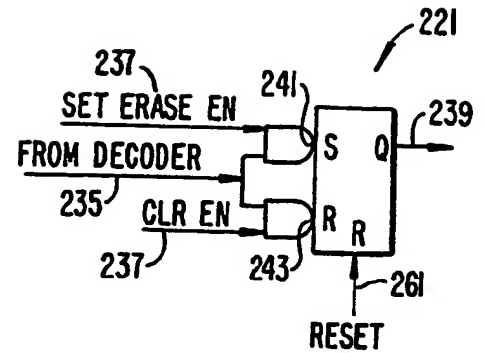 221
237
241
SET ERASE EN
239
S
Q
FROM DECODER
235
CLR EN
R
R
237
243
261
RESET